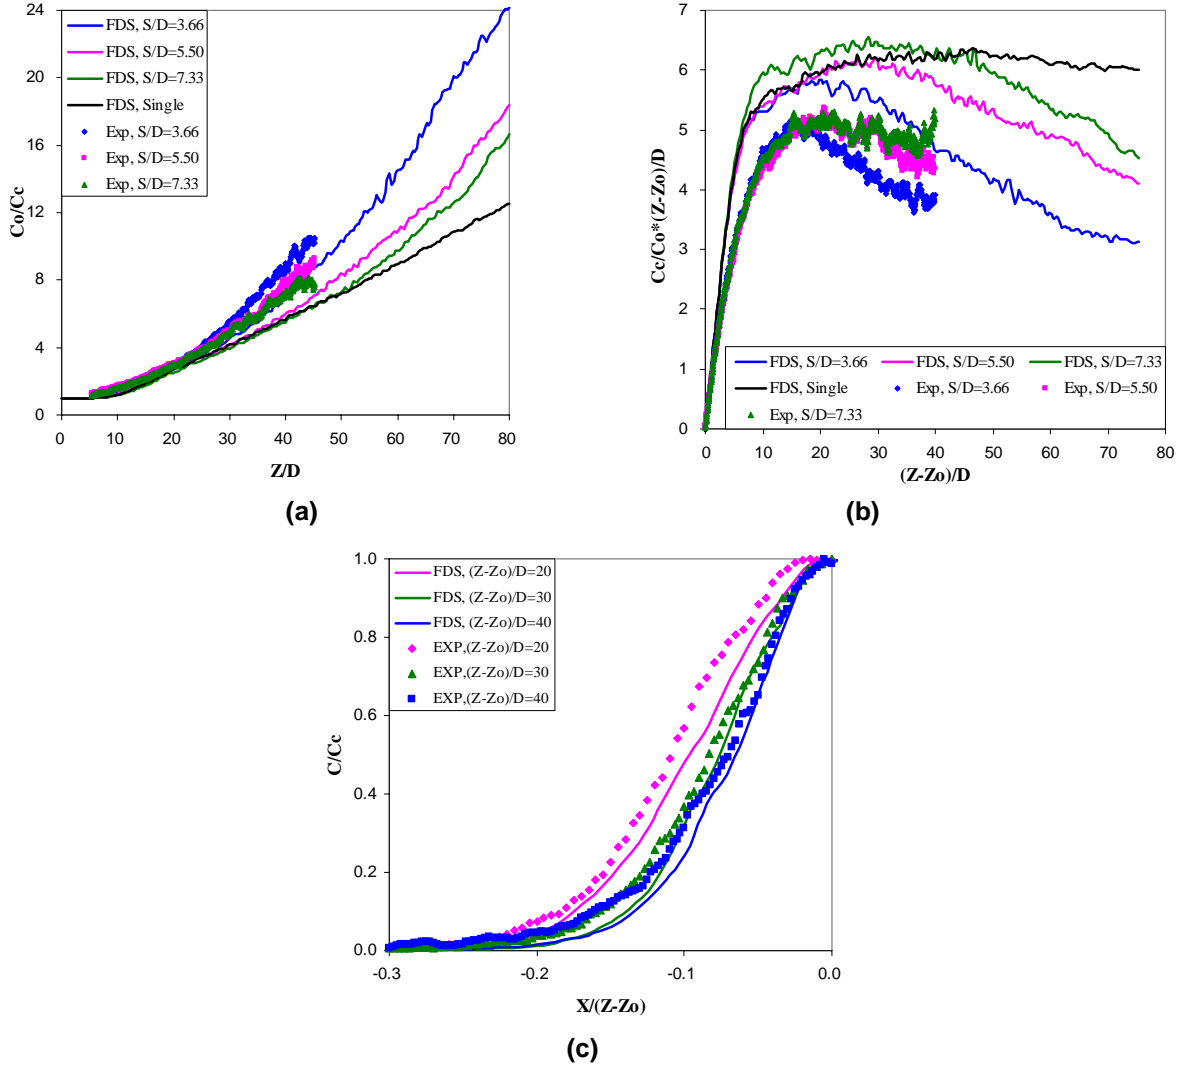 24
20
16
12
8
4
0
Co/Cc
FDS, S/D=3.66
FDS, S/D=5.50
FDS, S/D=7.33
FDS, Single
Exp, S/D=3.66
Exp, S/D=5.50
Exp, S/D=7.33
0 10 20 30 40 50 60 70 80
Z/D
(a)
7
6
5
4
3
2
1
0
Cc/Co*(Z-Zo)/D
FDS, S/D=3.66 FDS, S/D=5.50 FDS, S/D=7.33
FDS, Single Exp, S/D=3.66 Exp, S/D=5.50
Exp, S/D=7.33
0 10 20 30 40 50 60 70 80
(Z-Zo)/D
(b)
1.0
0.8
0.6
0.4
0.2
0.0
C/Cc
FDS, (Z-Zo)/D=20
FDS, (Z-Zo)/D=30
FDS, (Z-Zo)/D=40
EXP,(Z-Zo)/D=20
EXP,(Z-Zo)/D=30
EXP,(Z-Zo)/D=40
-0.3 -0.2 -0.1 0.0
X/(Z-Zo)
(c)